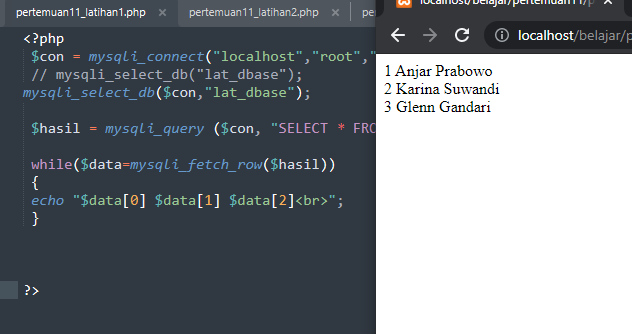 pertemuan11_latihan1.php × pertemuan11_latihan2.php ×
<?php
$con = mysqli_connect("localhost","root","
// mysqli_select_db("lat_dbase");
mysqli_select_db($con,"lat_dbase");
$hasil = mysqli_query ($con, "SELECT * FRO
while($data=mysqli_fetch_row($hasil))
{
echo "$data[0] $data[1] $data[2]<br>";
}
?>
localhost/belajar/pertemuan11/p
localhost/belajar/p
1 Anjar Prabowo
2 Karina Suwandi
3 Glenn Gandari